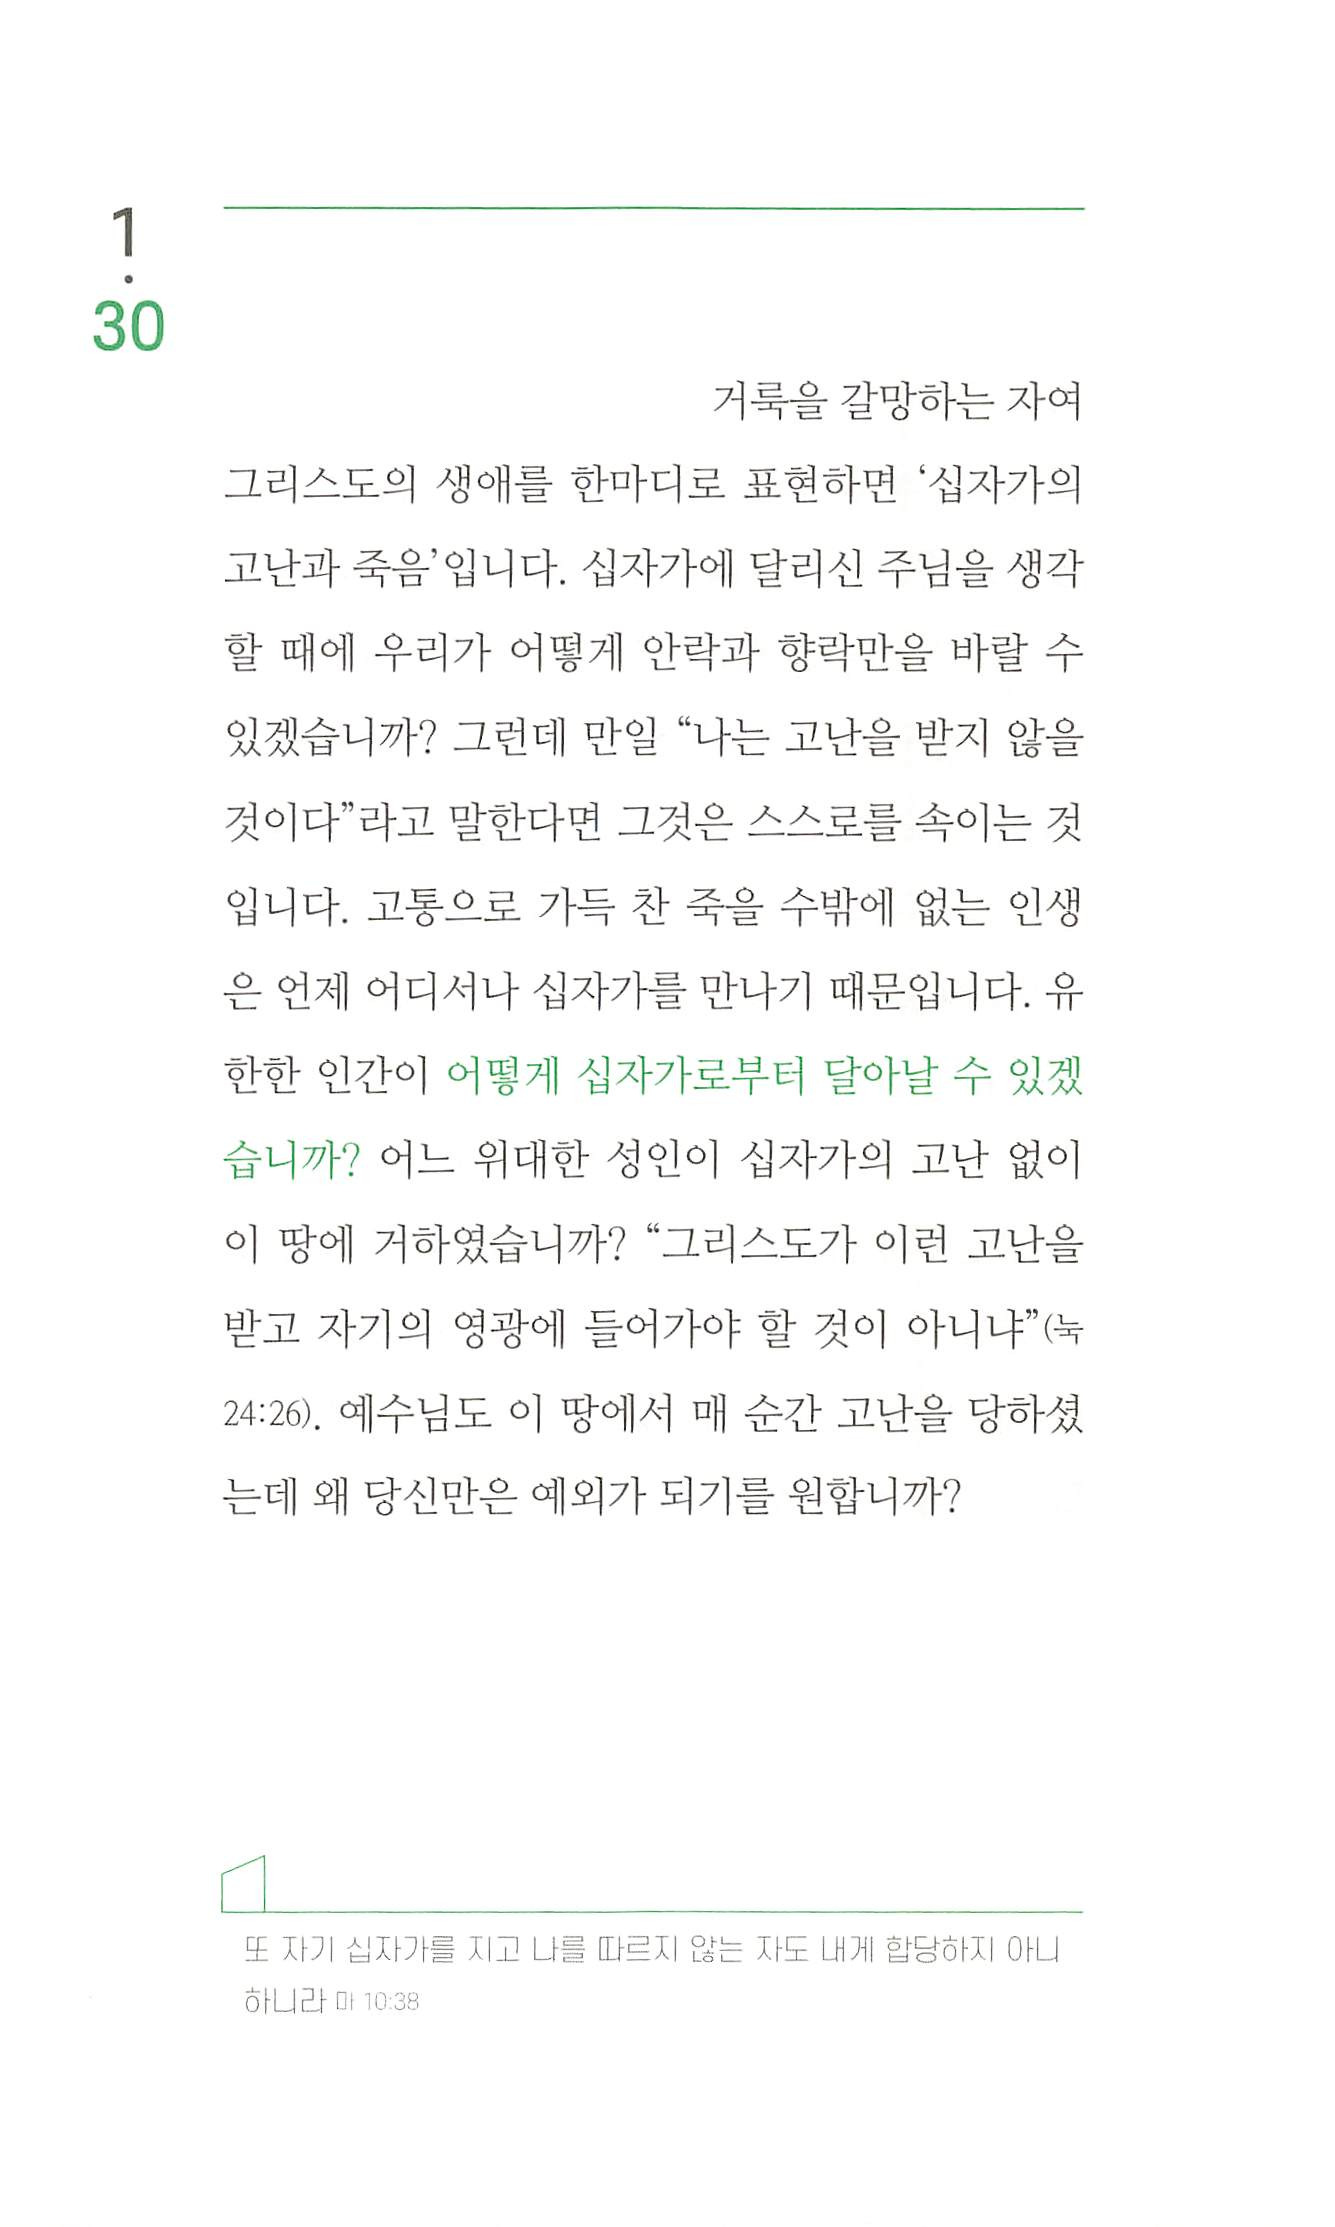 1
.
30
거룩을 갈망하는 자여
그리스도의 생애를 한마디로 표현하면 ‘십자가의
고난과 죽음’입니다. 십자가에 달리신 주님을 생각
할 때에 우리가 어떻게 안락과 향락만을 바랄 수
있겠습니까? 그런데 만일 “나는 고난을 받지 않을
것이다”라고 말한다면 그것은 스스로를 속이는 것
입니다. 고통으로 가득 찬 죽을 수밖에 없는 인생
은 언제 어디서나 십자가를 만나기 때문입니다. 유
한한 인간이 어떻게 십자가로부터 달아날 수 있겠
습니까? 어느 위대한 성인이 십자가의 고난 없이
이 땅에 거하였습니까? “그리스도가 이런 고난을
받고 자기의 영광에 들어가야 할 것이 아니냐”(눅
24:26). 예수님도 이 땅에서 매 순간 고난을 당하셨
는데 왜 당신만은 예외가 되기를 원합니까?
또 자기 십자가를 지고 나를 따르지 않는 자도 내게 합당하지 아니
하니라 마 10:38